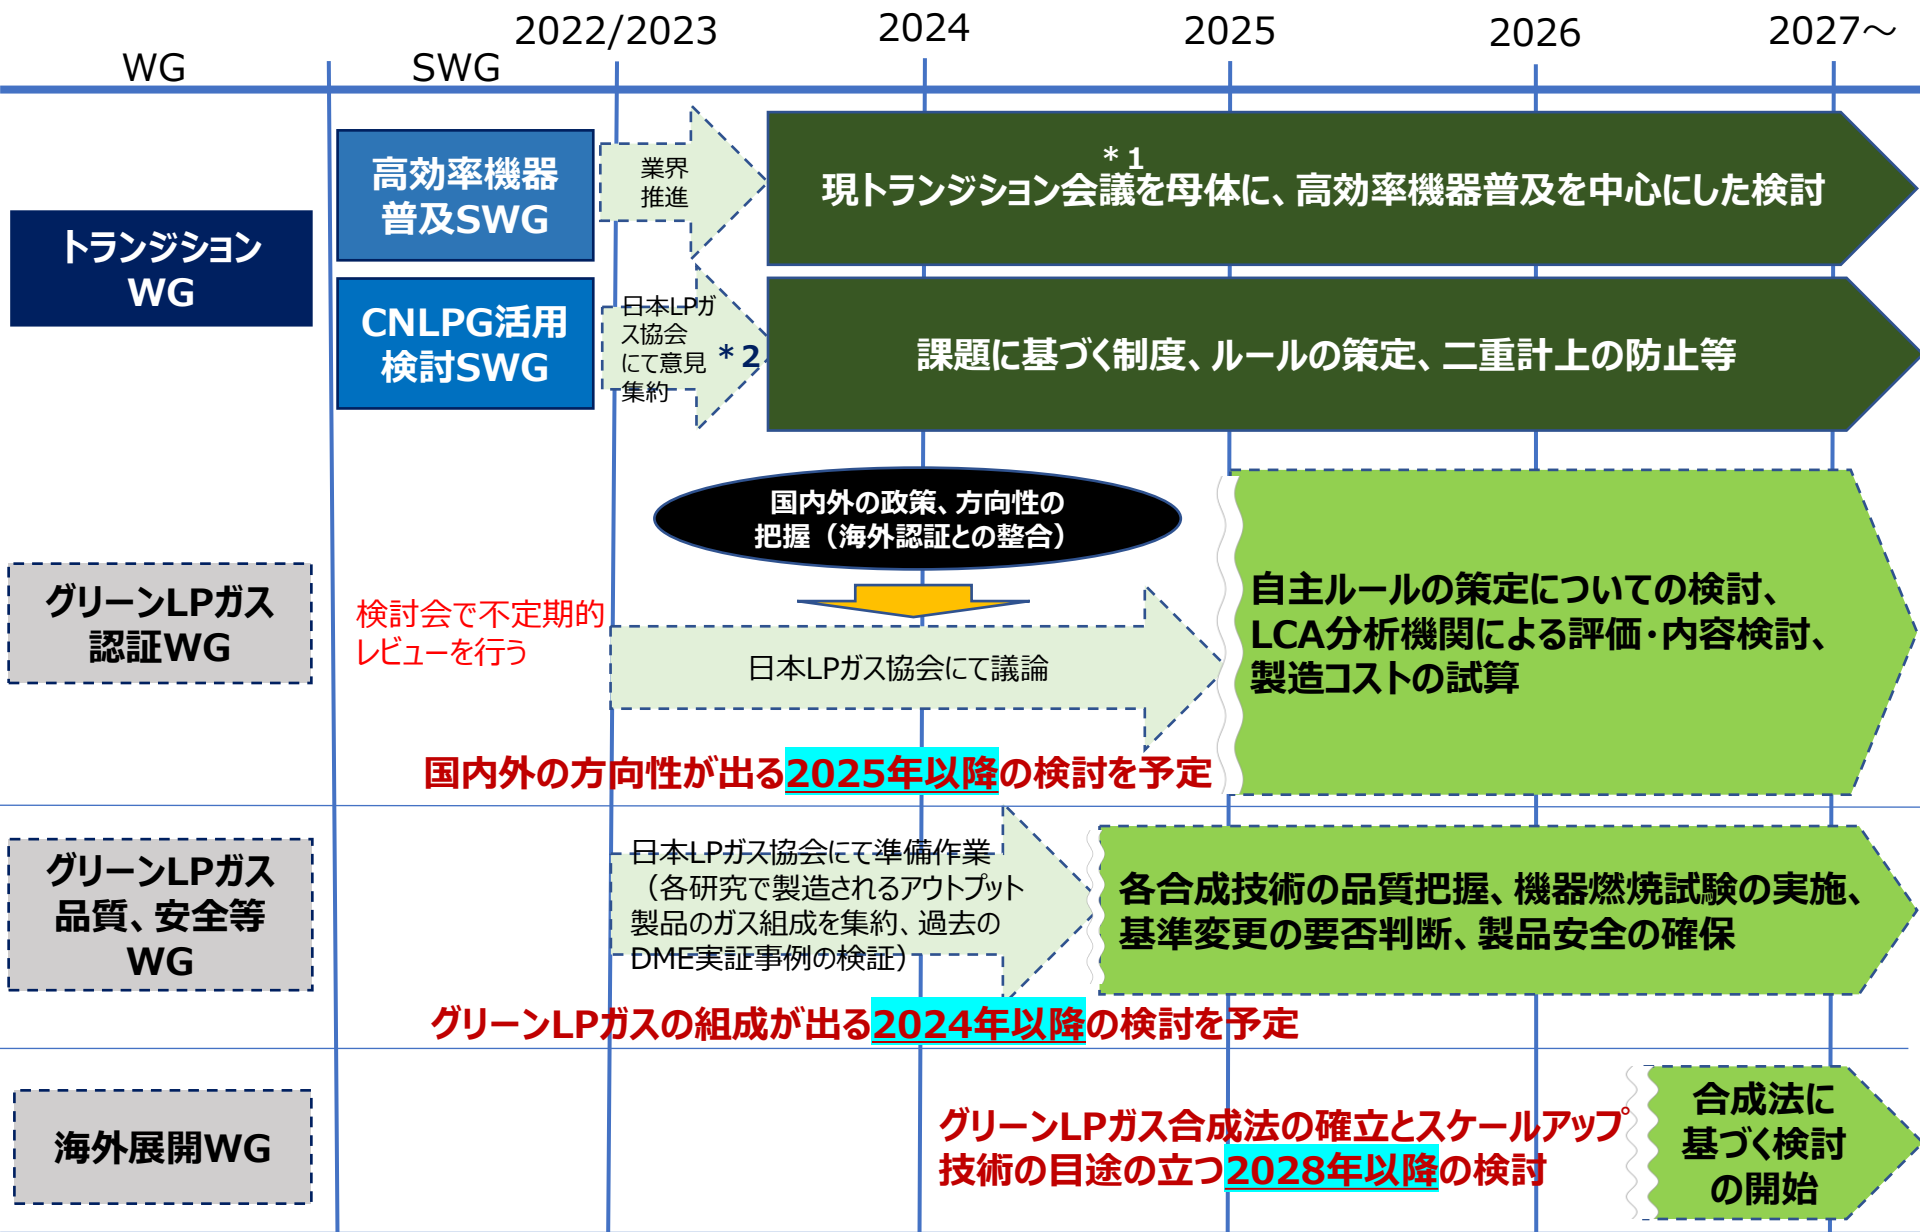 2022/2023
2024
2025
2026
2027～
WG
SWG
トランジション
WG
高効率機器
普及SWG
業界
推進
＊1
現トランジション会議を母体に、高効率機器普及を中心にした検討
CNLPG活用
検討SWG
日本LPガ
ス協会
にて意見
集約
＊2
課題に基づく制度、ルールの策定、二重計上の防止等
国内外の政策、方向性の
把握（海外認証との整合）
グリーンLPガス
認証WG
検討会で不定期的
レビューを行う
日本LPガス協会にて議論
自主ルールの策定についての検討、
LCA分析機関による評価・内容検討、
製造コストの試算
国内外の方向性が出る2025年以降の検討を予定
グリーンLPガス
品質、安全等
WG
日本LPガス協会にて準備作業
（各研究で製造されるアウトプット
製品のガス組成を集約、過去の
DME実証事例の検証）
各合成技術の品質把握、機器燃焼試験の実施、
基準変更の要否判断、製品安全の確保
グリーンLPガスの組成が出る2024年以降の検討を予定
海外展開WG
グリーンLPガス合成法の確立とスケールアップ
技術の目途の立つ2028年以降の検討
合成法に
基づく検討
の開始